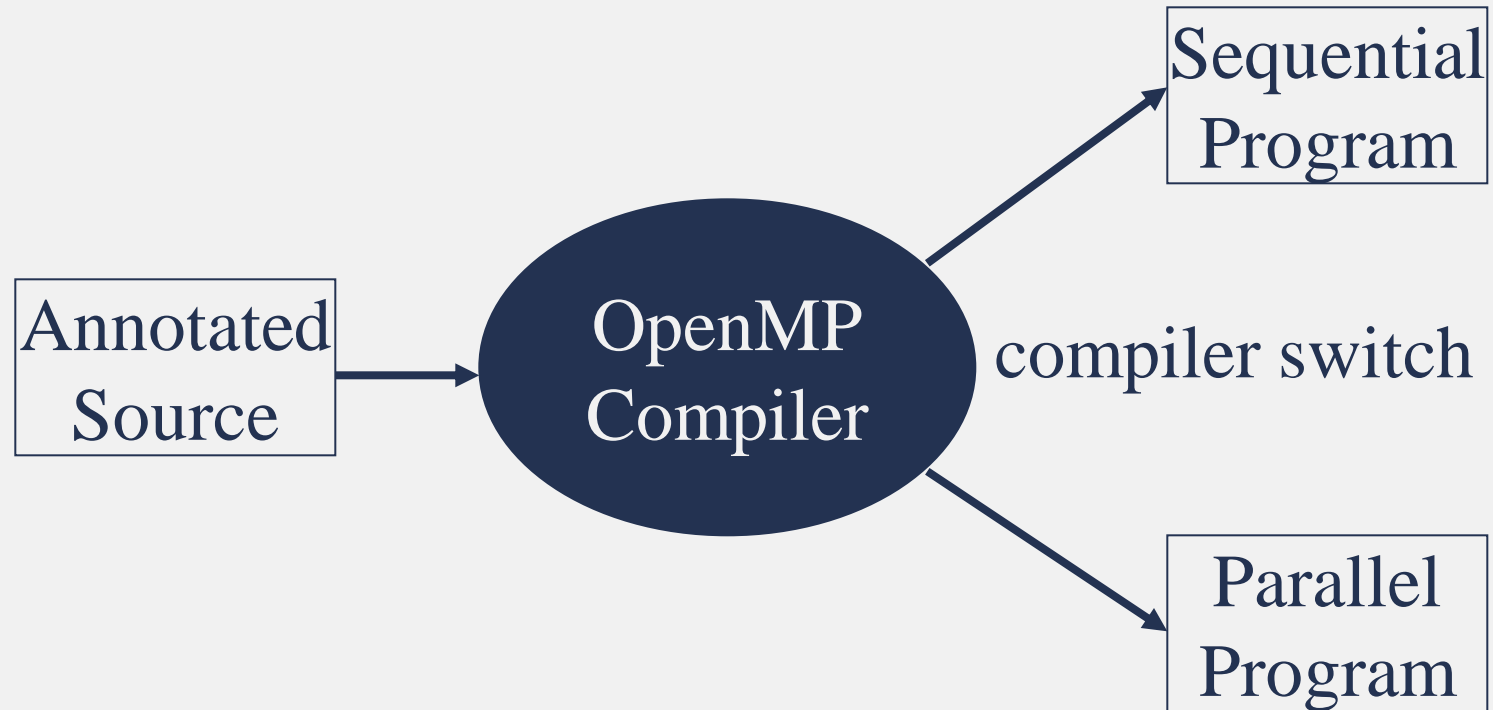 Sequential
Program
Annotated
Source
OpenMP
Compiler
compiler switch
Parallel
Program